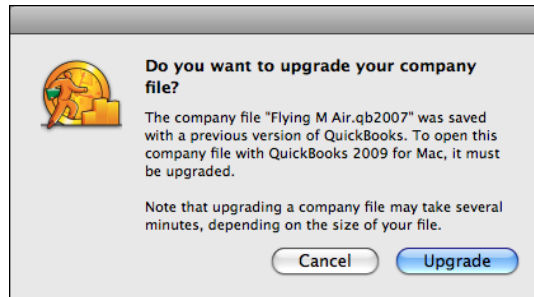 Do you want to upgrade your company
file?
The company file "Flying M Air.qb2007" was saved
with a previous version of QuickBooks. To open this
company file with QuickBooks 2009 for Mac, it must
be upgraded.
Note that upgrading a company file may take several
minutes, depending on the size of your file.
Cancel Upgrade